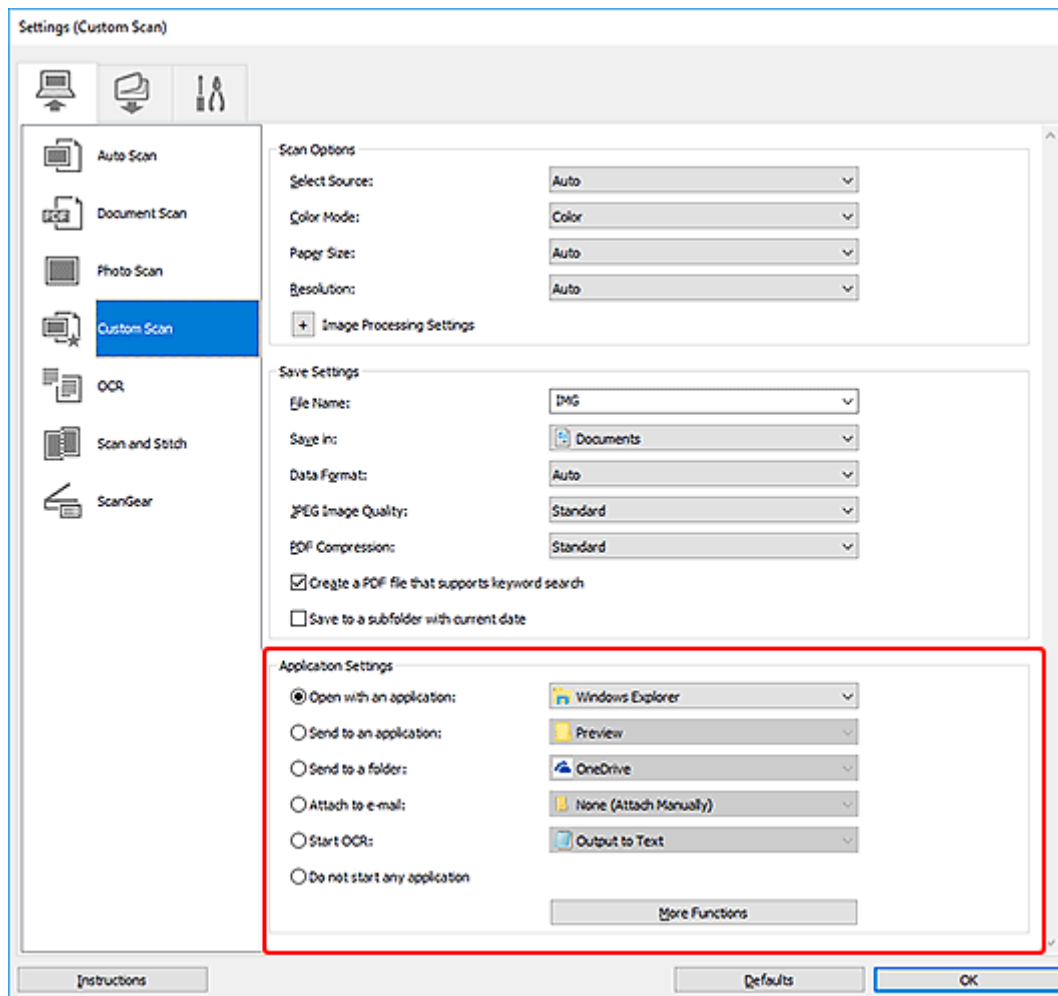 Settings (Custom Scan)
Auto Scan
Document Scan
Photo Scan
Custom Scan
OCR
Scan and Stitch
ScanGear
Scan Options
Select Source: Auto
Color Mode: Color
Paper Size: Auto
Resolution: Auto
+ Image Processing Settings
Save Settings
File Name: IMG
Save in: Documents
Data Format: Auto
JPEG Image Quality: Standard
PDF Compression: Standard
Create a PDF file that supports keyword search
Save to a subfolder with current date
Application Settings
Open with an application: Windows Explorer
Send to an application: Preview
Send to a folder: OneDrive
Attach to e-mail: None (Attach Manually)
Start OCR: Output to Text
Do not start any application
More Functions
Instructions Defaults OK